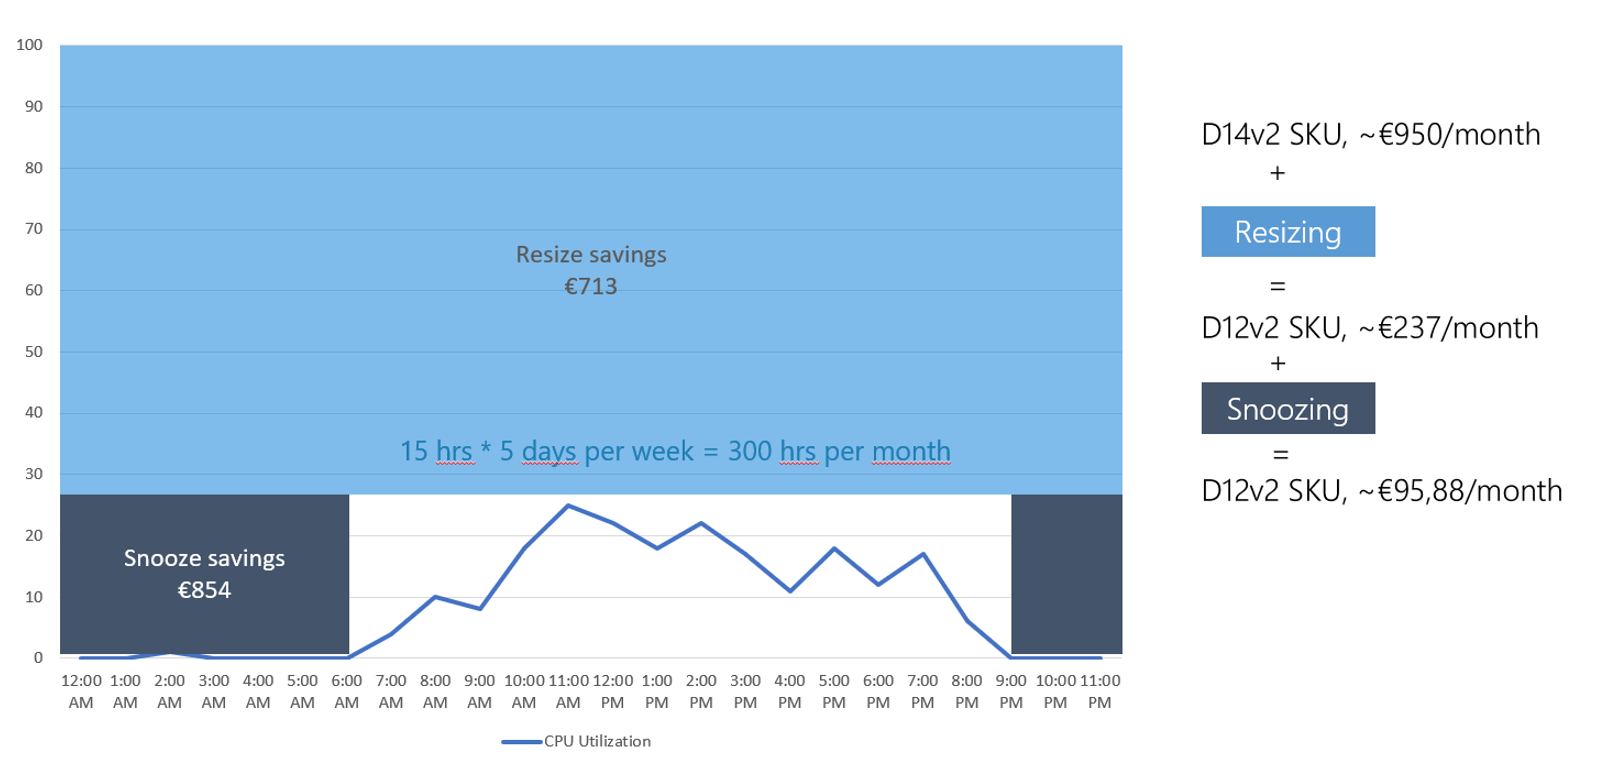 100
90
80
70
60
50
40
30
20
10
0
Resize savings
€713
15 hrs * 5 days per week = 300 hrs per month
Snooze savings
€854
12:00 AM
1:00 AM
2:00 AM
3:00 AM
4:00 AM
5:00 AM
6:00 AM
7:00 AM
8:00 AM
9:00 AM
10:00 AM
11:00 AM
12:00 PM
1:00 PM
2:00 PM
3:00 PM
4:00 PM
5:00 PM
6:00 PM
7:00 PM
8:00 PM
9:00 PM
10:00 PM
11:00 PM
CPU Utilization
D14v2 SKU, ~€950/month
+
Resizing
=
D12v2 SKU, ~€237/month
+
Snoozing
=
D12v2 SKU, ~€95,88/month